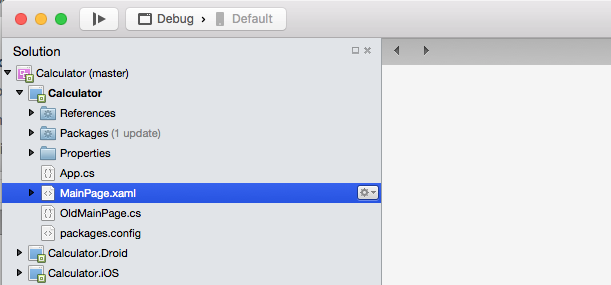 Debug › Default
Solution
Calculator (master)
Calculator
References
Packages (1 update)
Properties
App.cs
MainPage.xaml
OldMainPage.cs
packages.config
Calculator.Droid
Calculator.iOS